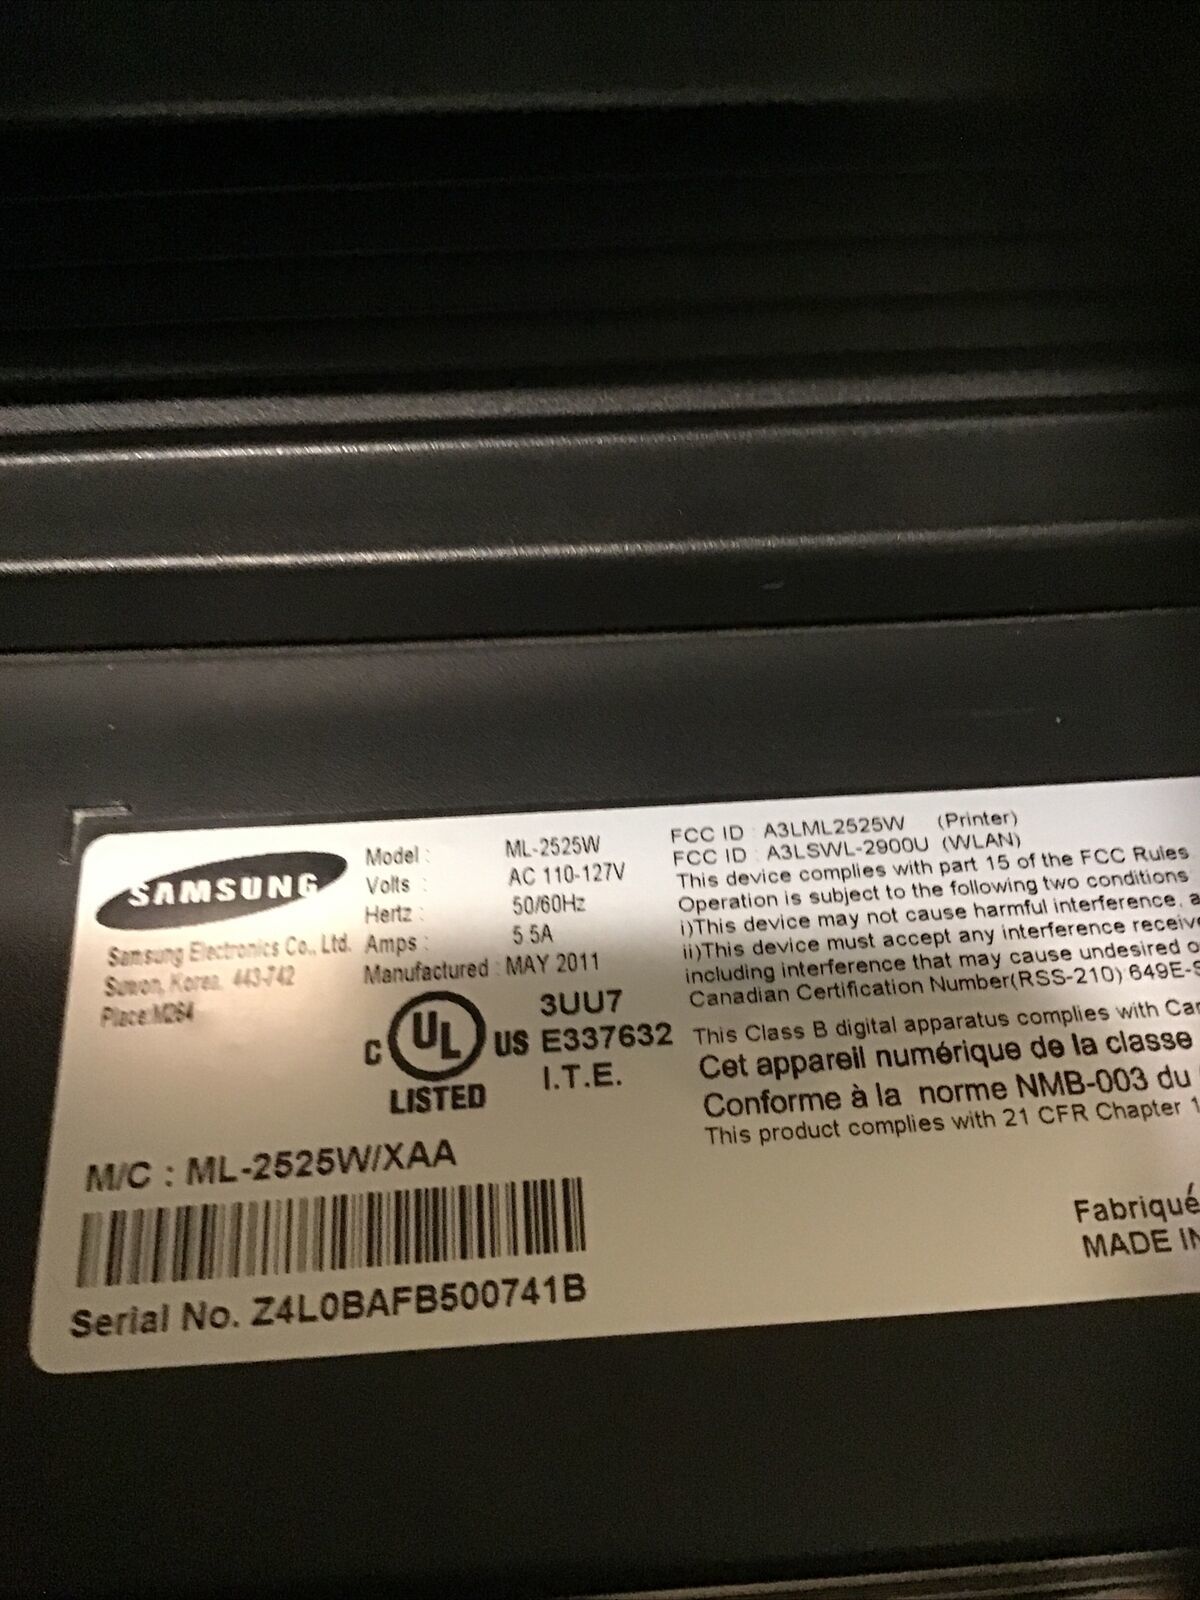 SAMSUNG
Samsung Electronics Co., Ltd.
Suwon, Korea, 443-742
Place:M264
Model : ML-2525W
Volts : AC 110-127V
Hertz : 50/60Hz
Amps : 5.5A
Manufactured : MAY 2011
C UL US
LISTED
3UU7
E337632
I.T.E.
M/C : ML-2525W/XAA
Serial No. Z4L0BAFB500741B
FCC ID : A3LML2525W (Printer)
FCC ID : A3LSWL-2900U (WLAN)
This device complies with part 15 of the FCC Rules
Operation is subject to the following two conditions
i)This device may not cause harmful interference, a
ii)This device must accept any interference receive
including interference that may cause undesired o
Canadian Certification Number(RSS-210):649E-S
This Class B digital apparatus complies with Can
Cet appareil numérique de la classe
Conforme à la norme NMB-003 du
This product complies with 21 CFR Chapter 1
Fabriqué
MADE IN